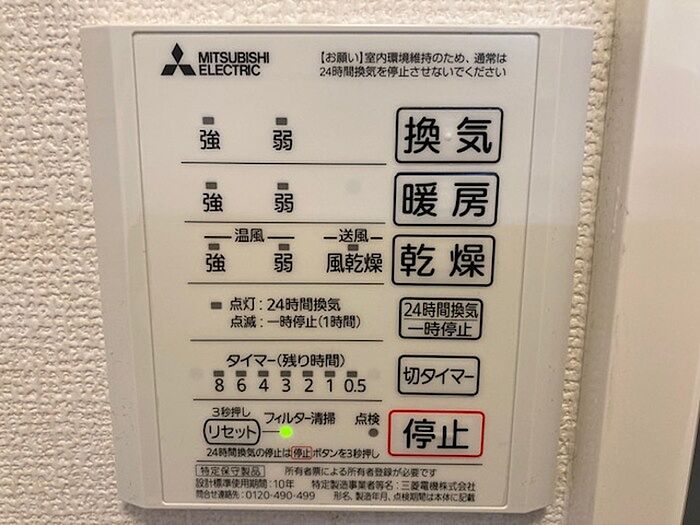 MITSUBISHI
ELECTRIC
【お願い】室内環境維持のため、通常は
24時間換気を停止させないでください
強 弱 換気
強 弱 暖房
温風 送風
強 弱 風乾燥 乾燥
点灯:24時間換気
点滅:一時停止(1時間)
24時間換気
一時停止
タイマー(残り時間)
8 6 4 3 2 1 0.5
切タイマー
3秒押し
リセット フィルター清掃 点検
停止
24時間換気の停止は停止ボタンを3秒押し
特定保守製品 所有者票による所有者登録が必要です
設計標準使用期間:10年 特定製造事業者等名:三菱電機株式会社
問合せ連絡先:0120-490-499 形名、製造年月、点検期間は本体に記載